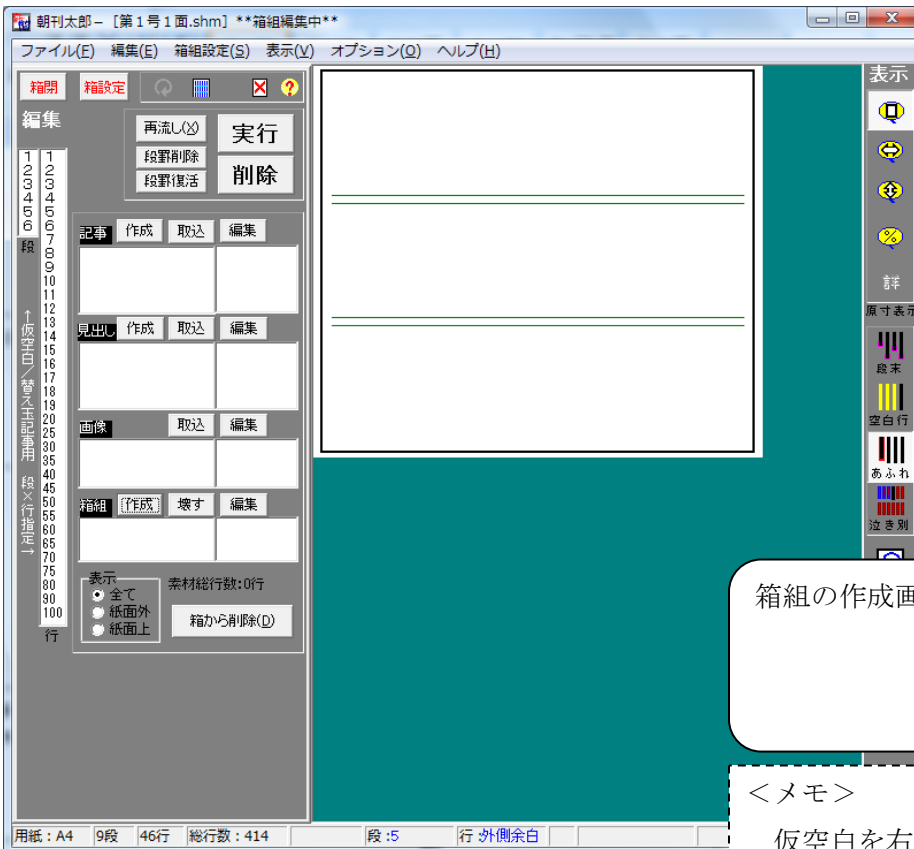 朝刊太郎－［第１号１面.shm］**箱組編集中**
ファイル(F) 編集(E) 箱組設定(S) 表示(V) オプション(O) ヘルプ(H)
箱閉 箱設定
編集
再流し(X) 実行
段罫削除
段罫復活 削除
1
2
3
4
5
6
段
1
2
3
4
5
6
7
8
9
10
11
12
13
14
15
16
17
18
19
20
25
30
35
40
45
50
55
60
65
70
75
80
90
100
行
↑仮空白／替え玉記事用 段×行指定→
記事 作成 取込 編集
見出し 作成 取込 編集
画像 取込 編集
箱組 作成 壊す 編集
表示
全て
紙面外
紙面上
素材総行数:0行
箱から削除(D)
表示
詳
原寸表示
段末
空白行
あふれ
泣き別
箱組の作成画
＜メモ＞
仮空白を右
用紙：A4 9段 46行 総行数：414 段：5 行 外側余白